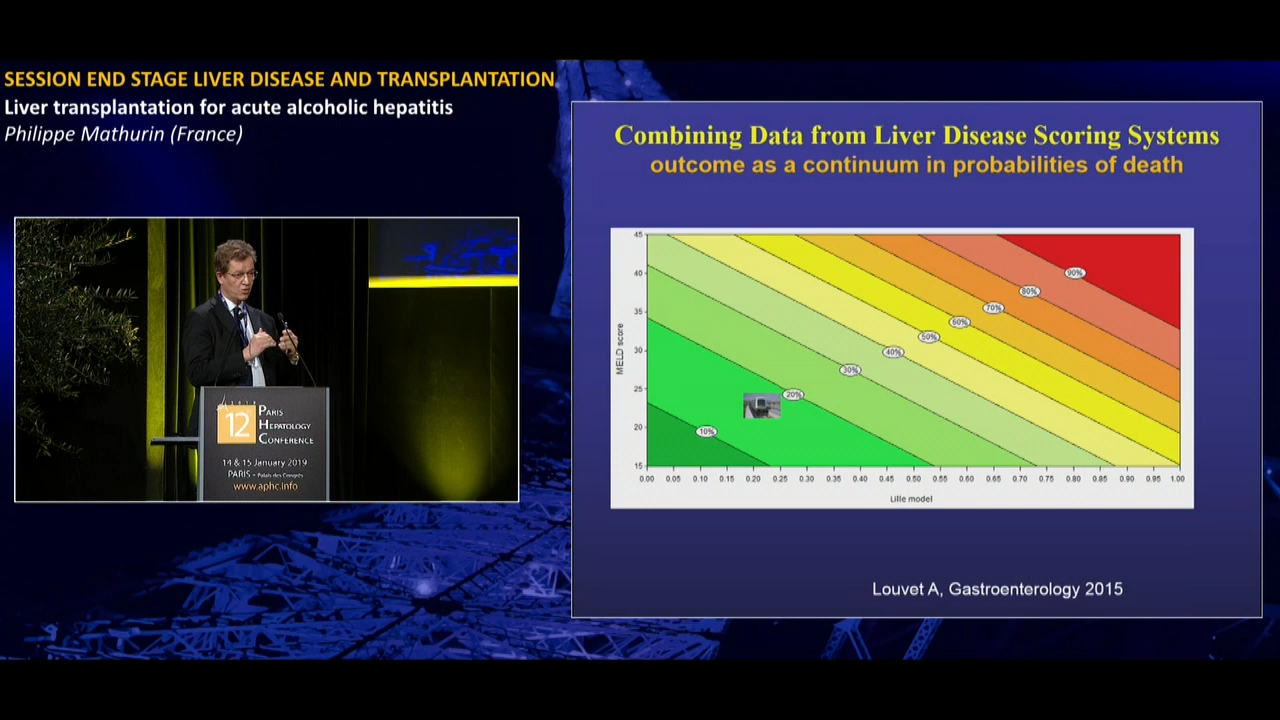 SESSION END STAGE LIVER DISEASE AND TRANSPLANTATION
Liver transplantation for acute alcoholic hepatitis
Philippe Mathurin (France)
12
PARIS
HEPATOLOGY
CONFERENCE
14 & 15 January 2019
PARIS - Palais des Congrès
www.aphc.info
Combining Data from Liver Disease Scoring Systems
outcome as a continuum in probabilities of death
MELD score
45
40
35
30
25
20
15
90%
80%
70%
60%
50%
40%
30%
20%
10%
0.00 0.05 0.10 0.15 0.20 0.25 0.30 0.35 0.40 0.45 0.50 0.55 0.60 0.65 0.70 0.75 0.80 0.85 0.90 0.95 1.00
Lille model
Louvet A, Gastroenterology 2015